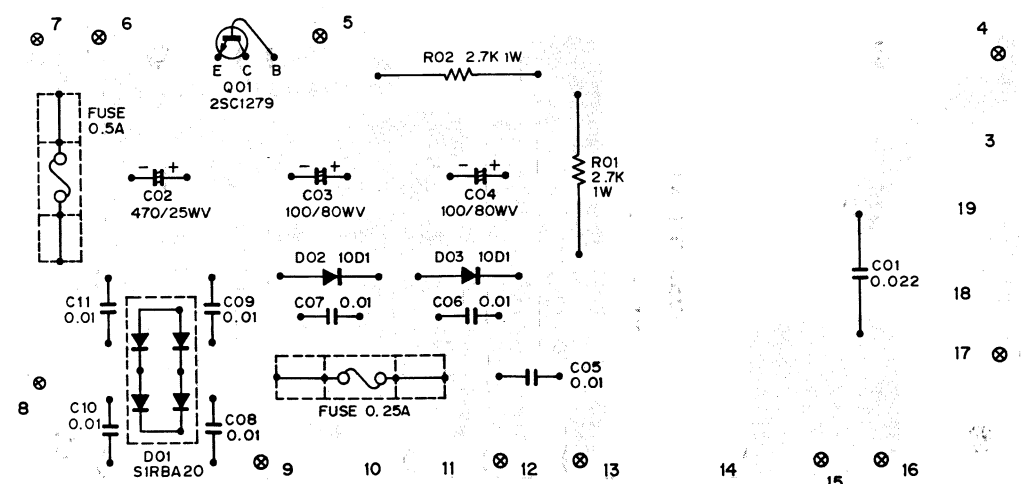 7
6
5
4
E C B
Q01
2SC1279
R02 2.7K 1W
FUSE
0.5A
3
- +
C02
470/25WV
- +
C03
100/80WV
- +
C04
100/80WV
R01
2.7K
1W
19
D02 10D1
D03 10D1
C01
0.022
C11
0.01
C09
0.01
C07 0.01
C06 0.01
18
17
C05
0.01
8
FUSE 0.25A
C10
0.01
C08
0.01
D01
S1RBA20
9
10
11
12
13
14
15
16